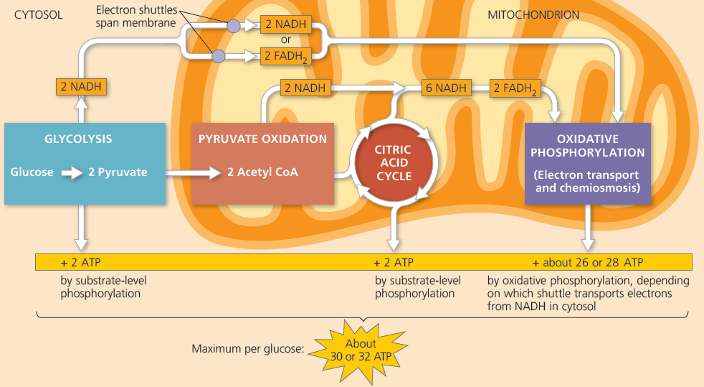 CYTOSOL
Electron shuttles
span membrane
MITOCHONDRION
2 NADH
or
2 FADH2
2 NADH
2 NADH
6 NADH
2 FADH2
GLYCOLYSIS
Glucose
2 Pyruvate
PYRUVATE OXIDATION
2 Acetyl CoA
CITRIC
ACID
CYCLE
OXIDATIVE
PHOSPHORYLATION
(Electron transport
and chemiosmosis)
+ 2 ATP
+ 2 ATP
+ about 26 or 28 ATP
by substrate-level
phosphorylation
by substrate-level
phosphorylation
by oxidative phosphorylation, depending
on which shuttle transports electrons
from NADH in cytosol
Maximum per glucose:
About
30 or 32 ATP